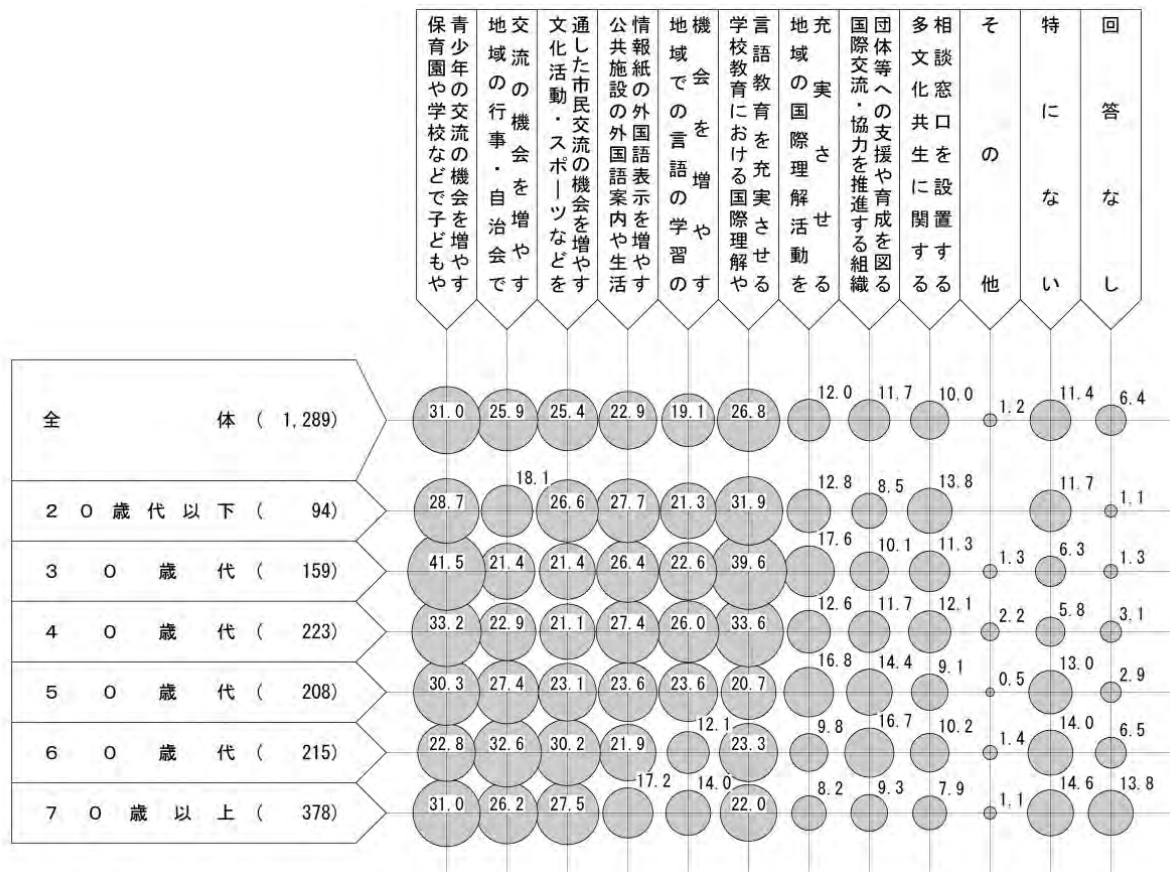 保育園や学校などで子どもや
青少年の交流の機会を増やす
地域の行事・自治会で
交流の機会を増やす
文化活動・スポーツなどを
通した市民交流の機会を増やす
公共施設の外国語案内や生活
情報紙の外国語表示を増やす
地域での言語の学習の
機会を増やす
学校教育における国際理解や
言語教育を充実させる
地域の国際理解活動を
充実させる
国際交流・協力を推進する組織
団体等への支援や育成を図る
多文化共生に関する
相談窓口を設置する
その他
特にない
回答なし
全体 ( 1,289) 31.0 25.9 25.4 22.9 19.1 26.8 12.0 11.7 10.0 1.2 11.4 6.4
20歳代以下 ( 94) 28.7 18.1 26.6 27.7 21.3 31.9 12.8 8.5 13.8 11.7 1.1
30歳代 ( 159) 41.5 21.4 21.4 26.4 22.6 39.6 17.6 10.1 11.3 1.3 6.3 1.3
40歳代 ( 223) 33.2 22.9 21.1 27.4 26.0 33.6 12.6 11.7 12.1 2.2 5.8 3.1
50歳代 ( 208) 30.3 27.4 23.1 23.6 23.6 20.7 16.8 14.4 9.1 0.5 13.0 2.9
60歳代 ( 215) 22.8 32.6 30.2 21.9 12.1 23.3 9.8 16.7 10.2 1.4 14.0 6.5
70歳以上 ( 378) 31.0 26.2 27.5 17.2 14.0 22.0 8.2 9.3 7.9 1.1 14.6 13.8